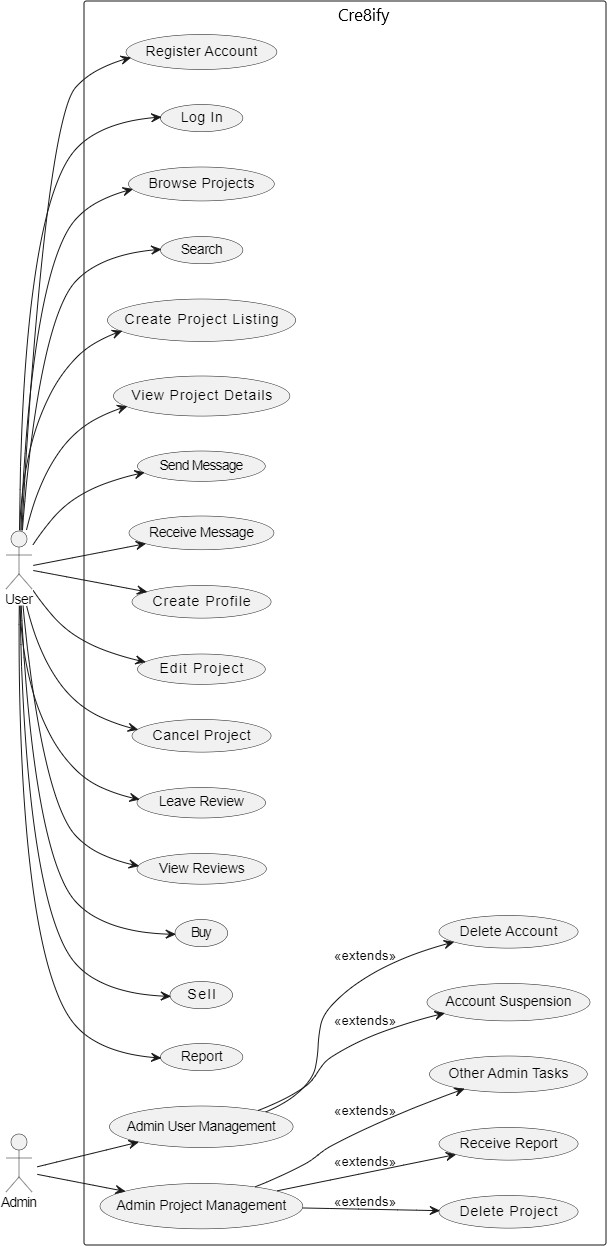 Cre8ify
Register Account
Log In
Browse Projects
Search
Create Project Listing
View Project Details
Send Message
Receive Message
Create Profile
User
Edit Project
Cancel Project
Leave Review
View Reviews
Buy
Delete Account
«extends»
Sell
Account Suspension
«extends»
Report
Other Admin Tasks
«extends»
Admin User Management
Receive Report
«extends»
Admin
Admin Project Management
«extends»
Delete Project